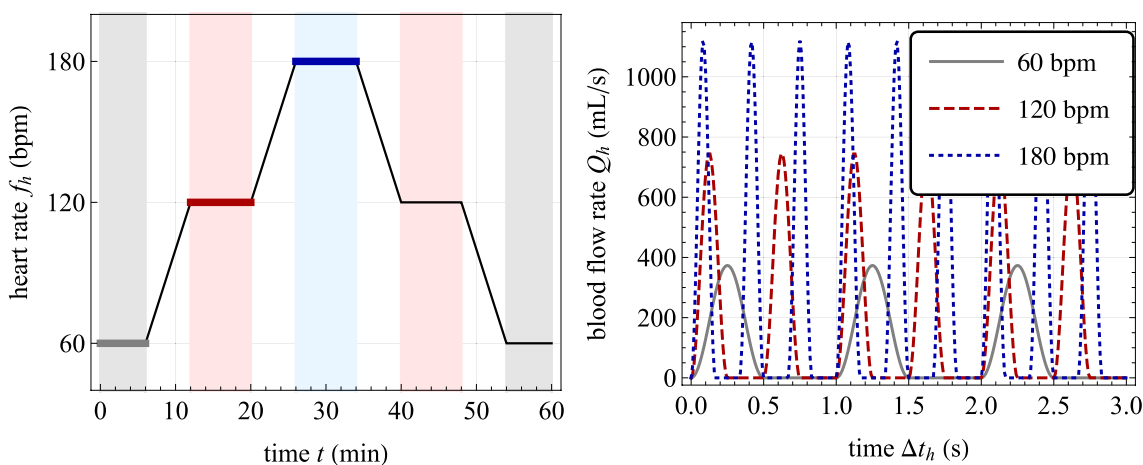 180
120
60
heart rate f_h (bpm)
0 10 20 30 40 50 60
time t (min)
1000
800
600
400
200
0
blood flow rate Q_h (mL/s)
60 bpm
120 bpm
180 bpm
0.0 0.5 1.0 1.5 2.0 2.5 3.0
time Δt_h (s)